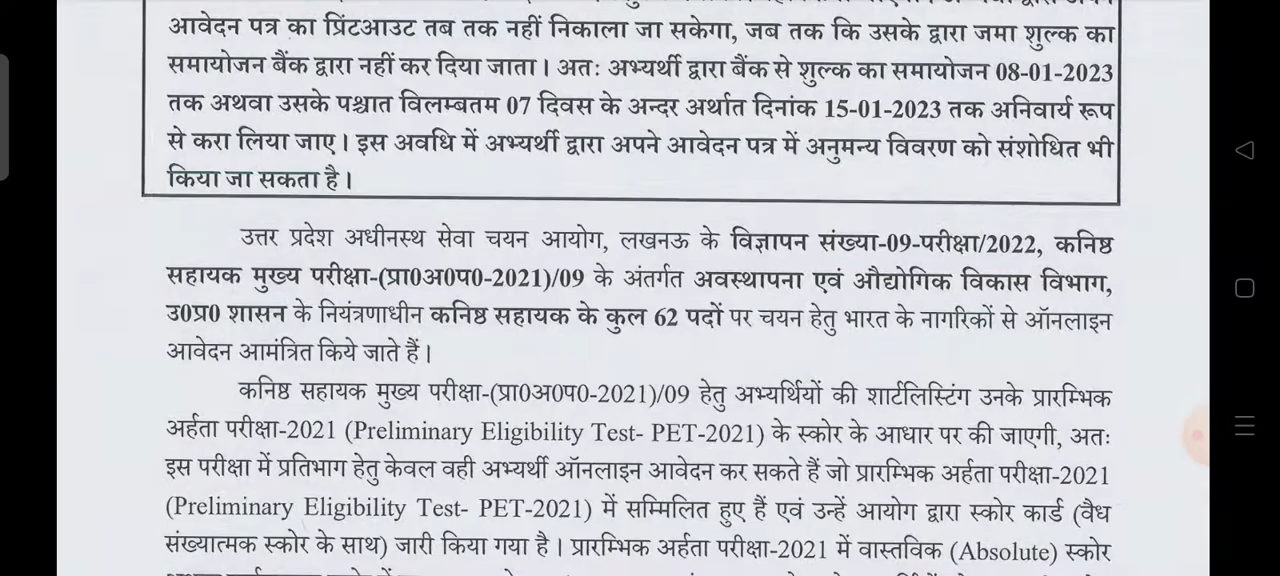 आवेदन पत्र का प्रिंटआउट तब तक नहीं निकाला जा सकेगा, जब तक कि उसके द्वारा जमा शुल्क का
समायोजन बैंक द्वारा नहीं कर दिया जाता। अतः अभ्यर्थी द्वारा बैंक से शुल्क का समायोजन 08-01-2023
तक अथवा उसके पश्चात विलम्बतम 07 दिवस के अन्दर अर्थात दिनांक 15-01-2023 तक अनिवार्य रूप
से करा लिया जाए। इस अवधि में अभ्यर्थी द्वारा अपने आवेदन पत्र में अनुमन्य विवरण को संशोधित भी
किया जा सकता है।
उत्तर प्रदेश अधीनस्थ सेवा चयन आयोग, लखनऊ के विज्ञापन संख्या-09-परीक्षा/2022, कनिष्ठ
सहायक मुख्य परीक्षा-(प्रा0अ0प0-2021)/09 के अंतर्गत अवस्थापना एवं औद्योगिक विकास विभाग,
उ0प्र0 शासन के नियंत्रणाधीन कनिष्ठ सहायक के कुल 62 पदों पर चयन हेतु भारत के नागरिकों से ऑनलाइन
आवेदन आमंत्रित किये जाते हैं।
कनिष्ठ सहायक मुख्य परीक्षा-(प्रा0अ0प0-2021)/09 हेतु अभ्यर्थियों की शार्टलिस्टिंग उनके प्रारम्भिक
अर्हता परीक्षा-2021 (Preliminary Eligibility Test- PET-2021) के स्कोर के आधार पर की जाएगी, अतः
इस परीक्षा में प्रतिभाग हेतु केवल वही अभ्यर्थी ऑनलाइन आवेदन कर सकते हैं जो प्रारम्भिक अर्हता परीक्षा-2021
(Preliminary Eligibility Test- PET-2021) में सम्मिलित हुए हैं एवं उन्हें आयोग द्वारा स्कोर कार्ड (वैध
संख्यात्मक स्कोर के साथ) जारी किया गया है। प्रारम्भिक अर्हता परीक्षा-2021 में वास्तविक (Absolute) स्कोर